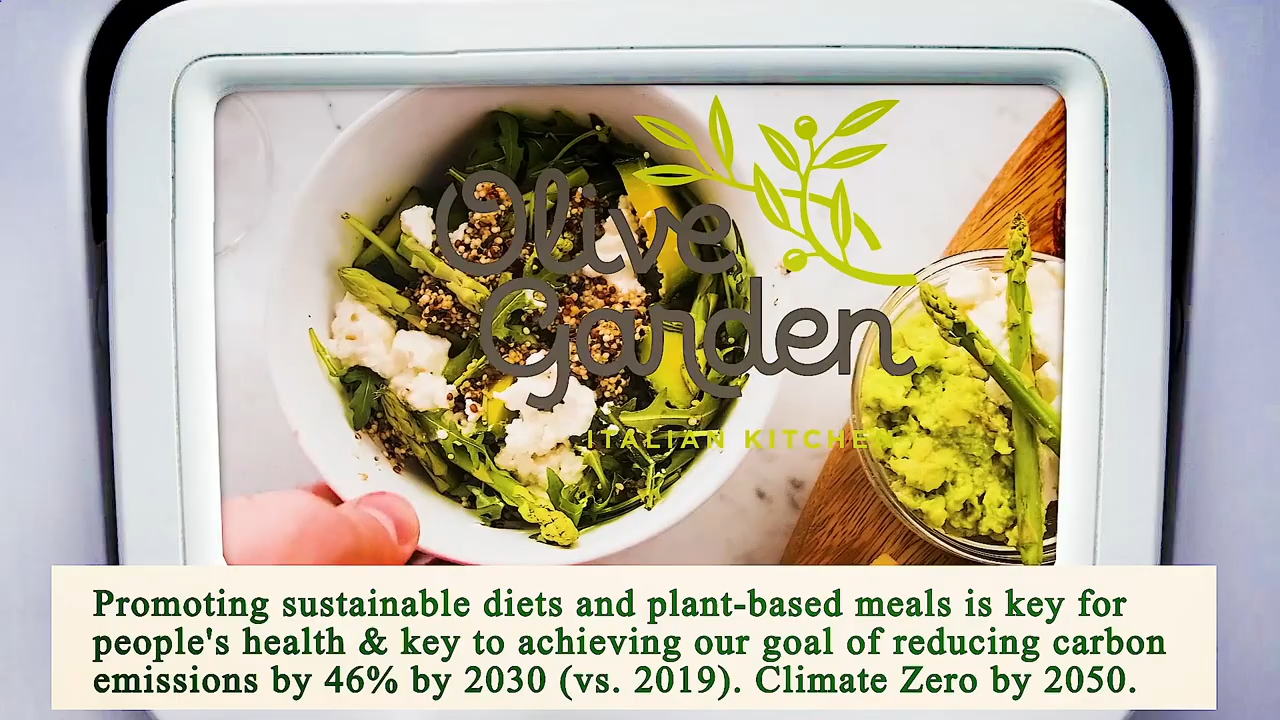 Olive
Garden
ITALIAN KITCHEN
Promoting sustainable diets and plant-based meals is key for
people's health & key to achieving our goal of reducing carbon
emissions by 46% by 2030 (vs. 2019). Climate Zero by 2050.